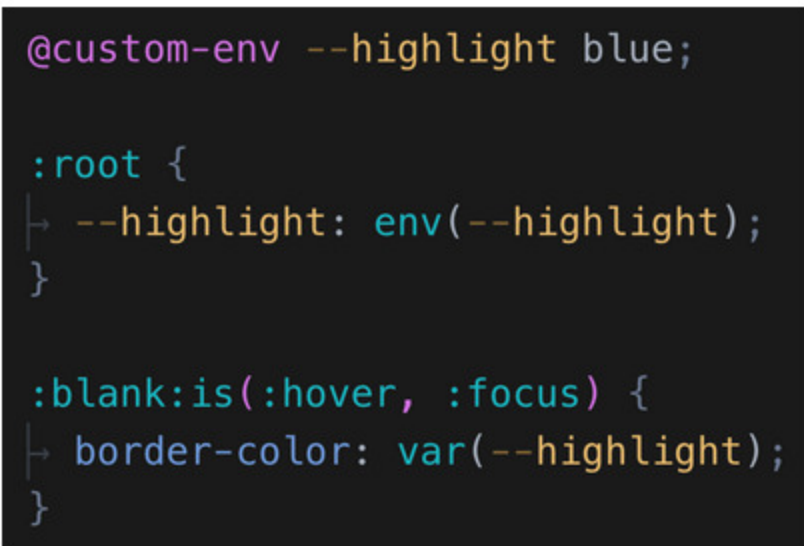 @custom-env --highlight blue;
:root {
--highlight: env(--highlight);
}
:blank:is(:hover, :focus) {
border-color: var(--highlight);
}